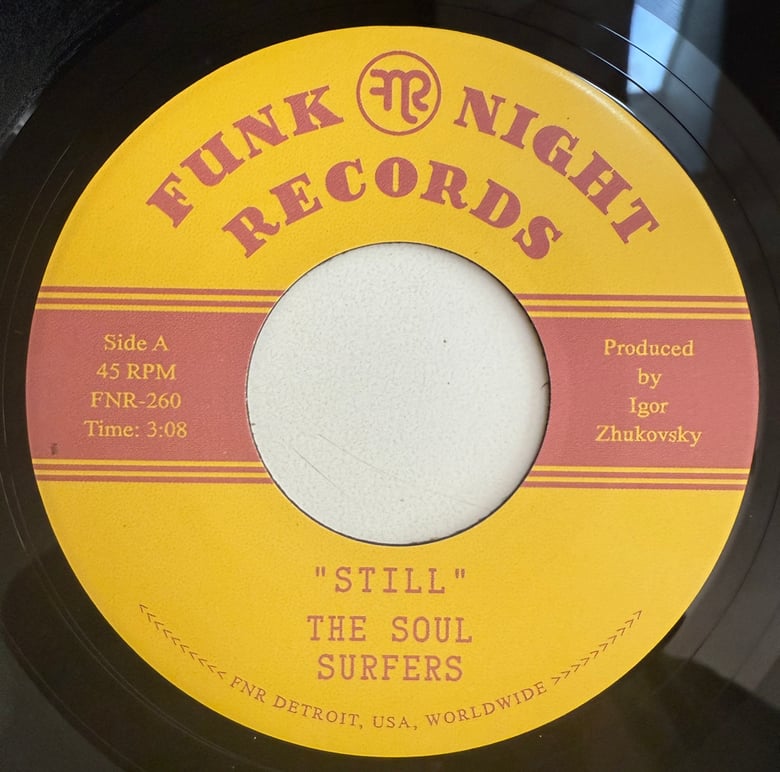 FNR
FUNK NIGHT
RECORDS
Side A
45 RPM
FNR-260
Time: 3:08
Produced
by
Igor
Zhukovsky
"STILL"
THE SOUL
SURFERS
<<<<<<<<<< FNR DETROIT, USA, WORLDWIDE >>>>>>>>>>